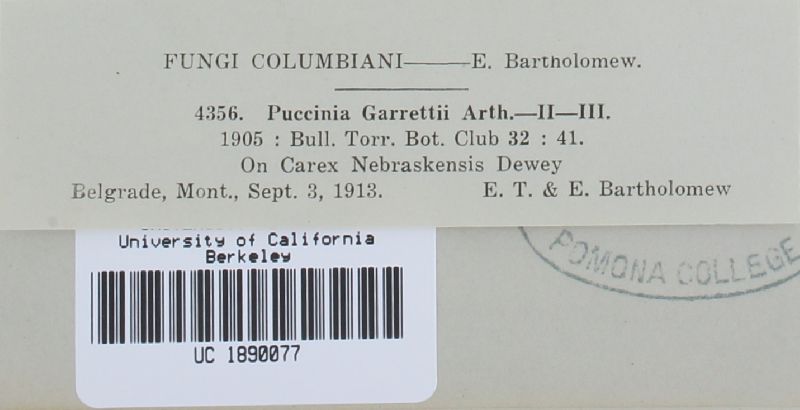 FUNGI COLUMBIANI——E. Bartholomew.
4356. Puccinia Garrettii Arth.—II—III.
1905 : Bull. Torr. Bot. Club 32 : 41.
On Carex Nebraskensis Dewey
Belgrade, Mont., Sept. 3, 1913. E. T. & E. Bartholomew
University of California
Berkeley
UC 1890077
POMONA COLLEGE